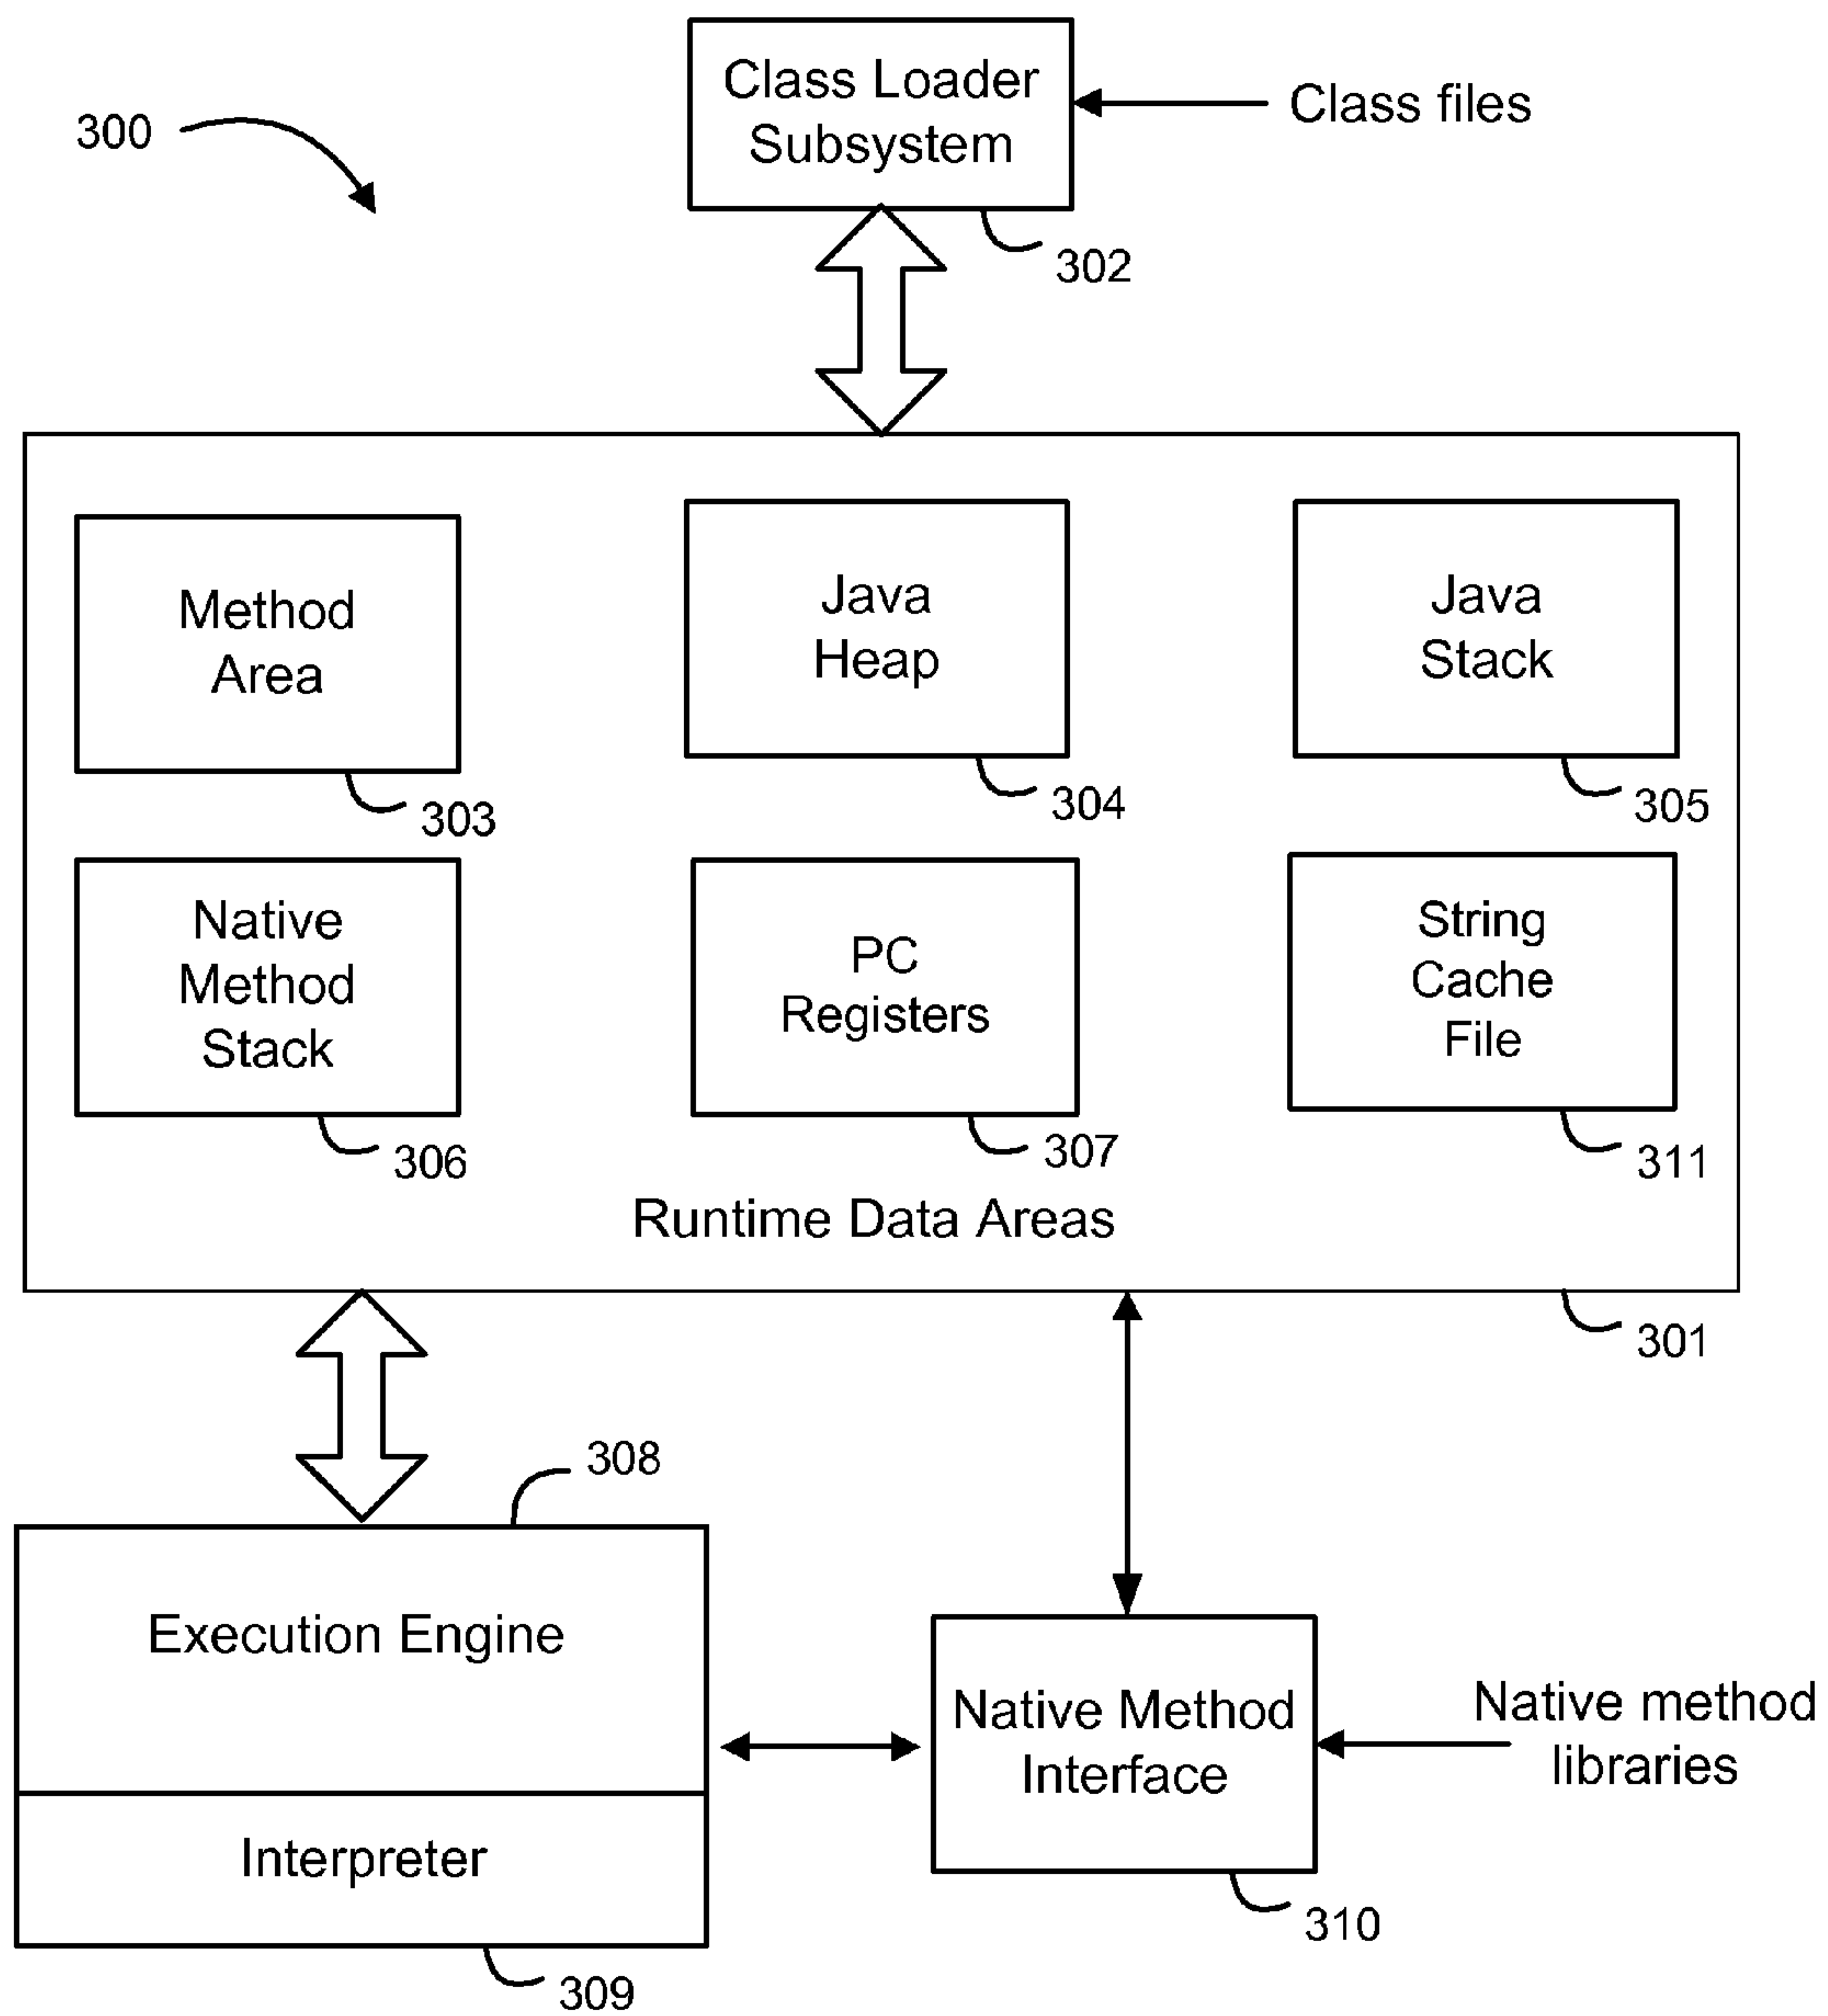 Class Loader
Subsystem
Class files
300
302
Method
Area
303
Java
Heap
304
Java
Stack
305
Native
Method
Stack
306
PC
Registers
307
String
Cache
File
311
Runtime Data Areas
301
308
Execution Engine
Interpreter
309
Native Method
Interface
310
Native method
libraries